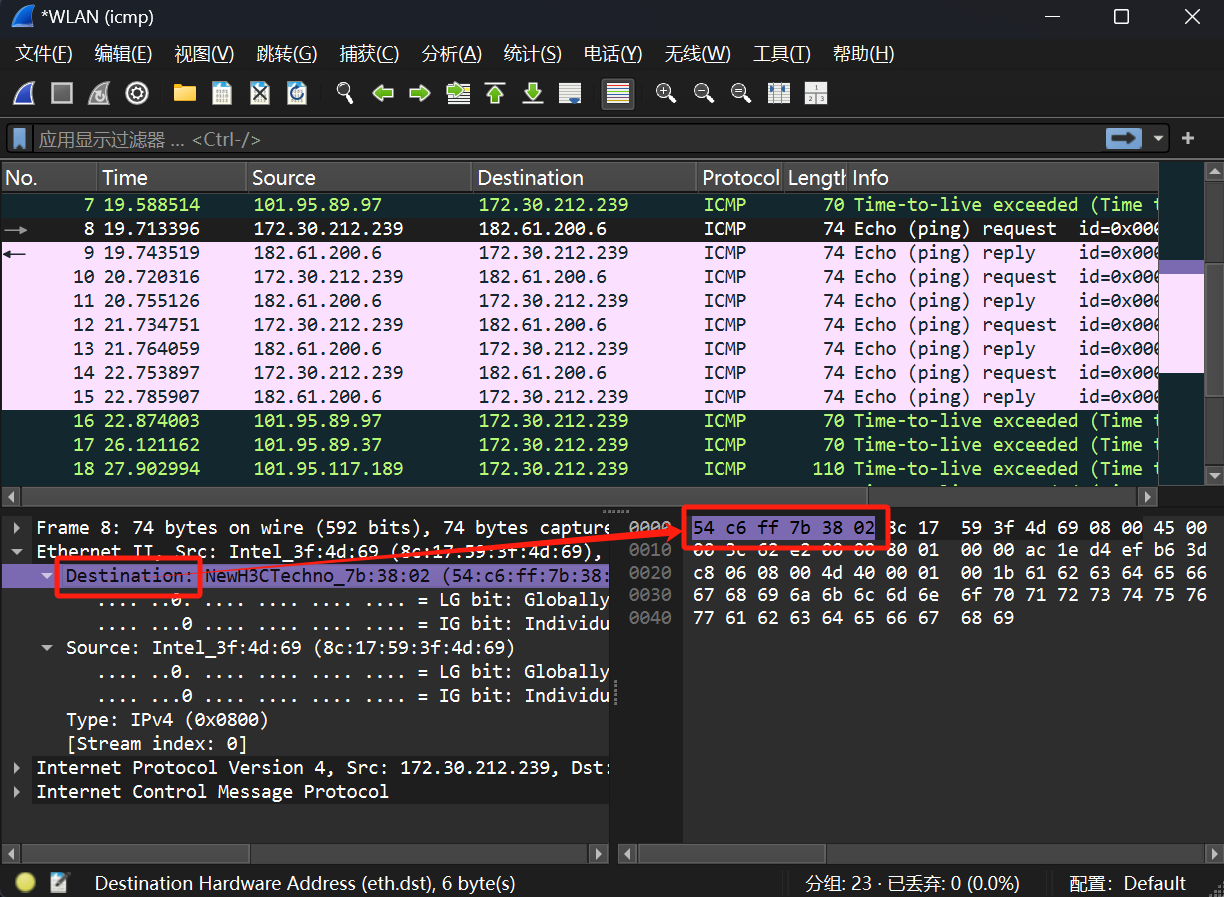 *WLAN (icmp)
文件(F) 编辑(E) 视图(V) 跳转(G) 捕获(C) 分析(A) 统计(S) 电话(Y) 无线(W) 工具(T) 帮助(H)
应用显示过滤器 … <Ctrl-/>
No. Time Source Destination Protocol Length Info
7 19.588514 101.95.89.97 172.30.212.239 ICMP 70 Time-to-live exceeded (Time t
8 19.713396 172.30.212.239 182.61.200.6 ICMP 74 Echo (ping) request id=0x000
9 19.743519 182.61.200.6 172.30.212.239 ICMP 74 Echo (ping) reply id=0x000
10 20.720316 172.30.212.239 182.61.200.6 ICMP 74 Echo (ping) request id=0x000
11 20.755126 182.61.200.6 172.30.212.239 ICMP 74 Echo (ping) reply id=0x000
12 21.734751 172.30.212.239 182.61.200.6 ICMP 74 Echo (ping) request id=0x000
13 21.764059 182.61.200.6 172.30.212.239 ICMP 74 Echo (ping) reply id=0x000
14 22.753897 172.30.212.239 182.61.200.6 ICMP 74 Echo (ping) request id=0x000
15 22.785907 182.61.200.6 172.30.212.239 ICMP 74 Echo (ping) reply id=0x000
16 22.874003 101.95.89.97 172.30.212.239 ICMP 70 Time-to-live exceeded (Time t
17 26.121162 101.95.89.37 172.30.212.239 ICMP 70 Time-to-live exceeded (Time t
18 27.902994 101.95.117.189 172.30.212.239 ICMP 110 Time-to-live exceeded (Time t
Frame 8: 74 bytes on wire (592 bits), 74 bytes capture
Ethernet II, Src: Intel_3f:4d:69 (8c:17:59:3f:4d:69),
Destination: NewH3CTechno_7b:38:02 (54:c6:ff:7b:38:
.... ..0. .... .... .... .... = LG bit: Globally
.... ...0 .... .... .... .... = IG bit: Individu
Source: Intel_3f:4d:69 (8c:17:59:3f:4d:69)
.... ..0. .... .... .... .... = LG bit: Globally
.... ...0 .... .... .... .... = IG bit: Individu
Type: IPv4 (0x0800)
[Stream index: 0]
Internet Protocol Version 4, Src: 172.30.212.239, Dst:
Internet Control Message Protocol
0000 54 c6 ff 7b 38 02 8c 17 59 3f 4d 69 08 00 45 00
0010 00 3c 62 e2 00 00 80 01 00 00 ac 1e d4 ef b6 3d
0020 c8 06 08 00 4d 40 00 01 00 1b 61 62 63 64 65 66
0030 67 68 69 6a 6b 6c 6d 6e 6f 70 71 72 73 74 75 76
0040 77 61 62 63 64 65 66 67 68 69
Destination Hardware Address (eth.dst), 6 byte(s) 分组: 23 · 已丢弃: 0 (0.0%) 配置: Default